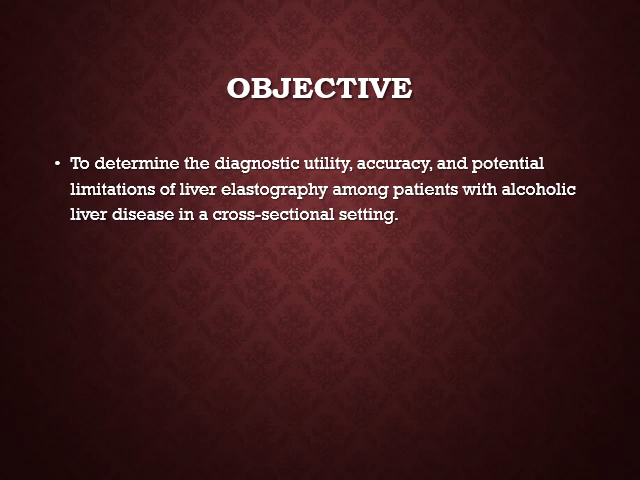 OBJECTIVE
• To determine the diagnostic utility, accuracy, and potential
limitations of liver elastography among patients with alcoholic
liver disease in a cross-sectional setting.